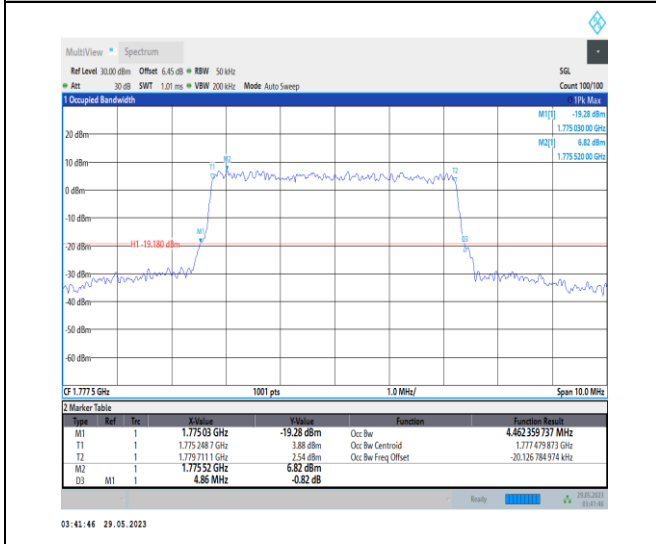 MultiView Spectrum
Ref Level 30.00 dBm Offset 6.45 dB RBW 50 kHz SGL
Att 30 dB SWT 1.01 ms VBW 200 kHz Mode Auto Sweep Count 100/100
1 Occupied Bandwidth 1Pk Max
M1[1] -19.28 dBm
1.775 030 00 GHz
M2[1] 6.82 dBm
1.775 520 00 GHz
20 dBm
10 dBm
T1 M2 T2
0 dBm
-10 dBm
M1
-20 dBm H1 -19.180 dBm D3
-30 dBm
-40 dBm
-50 dBm
-60 dBm
CF 1.777 5 GHz 1001 pts 1.0 MHz/ Span 10.0 MHz
2 Marker Table
Type Ref Trc X-Value Y-Value Function Function Result
M1 1 1.775 03 GHz -19.28 dBm Occ Bw 4.462 359 737 MHz
T1 1 1.775 248 7 GHz 3.88 dBm Occ Bw Centroid 1.777 479 873 GHz
T2 1 1.779 711 1 GHz 2.54 dBm Occ Bw Freq Offset -20.126 784 974 kHz
M2 1 1.775 52 GHz 6.82 dBm
D3 M1 1 4.86 MHz -0.82 dB
Ready 29.05.2023
03:41:46
03:41:46 29.05.2023